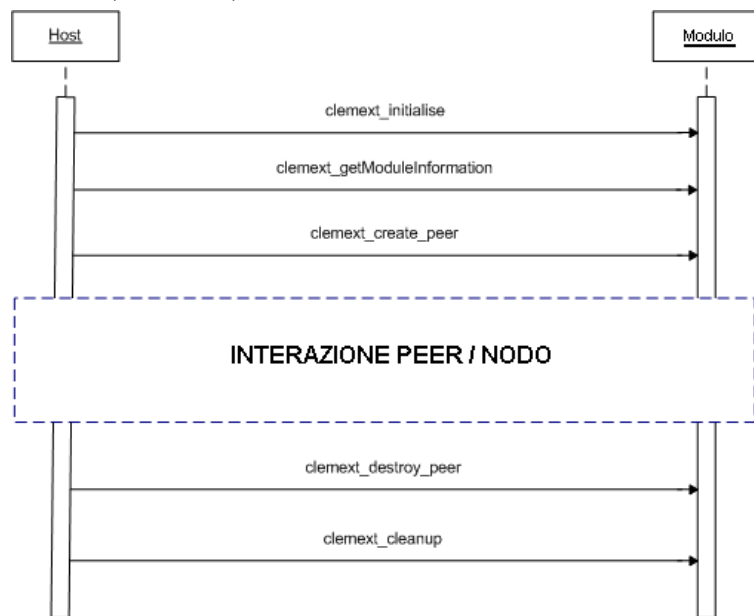 Host
Modulo
clemext_initialise
clemext_getModuleInformation
clemext_create_peer
INTERAZIONE PEER / NODO
clemext_destroy_peer
clemext_cleanup